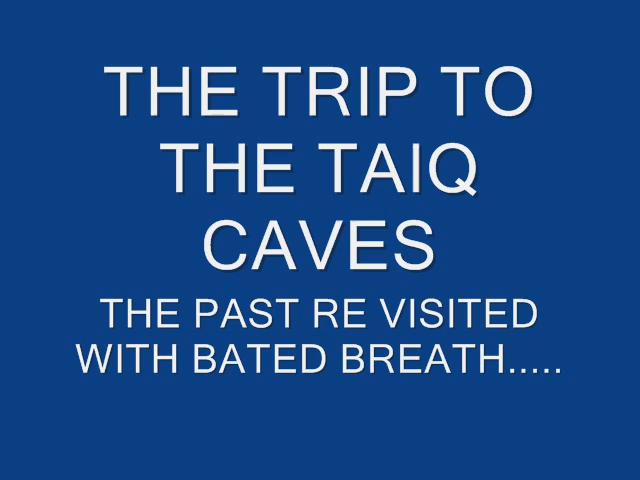 THE TRIP TO
THE TAIQ
CAVES
THE PAST RE VISITED
WITH BATED BREATH.....